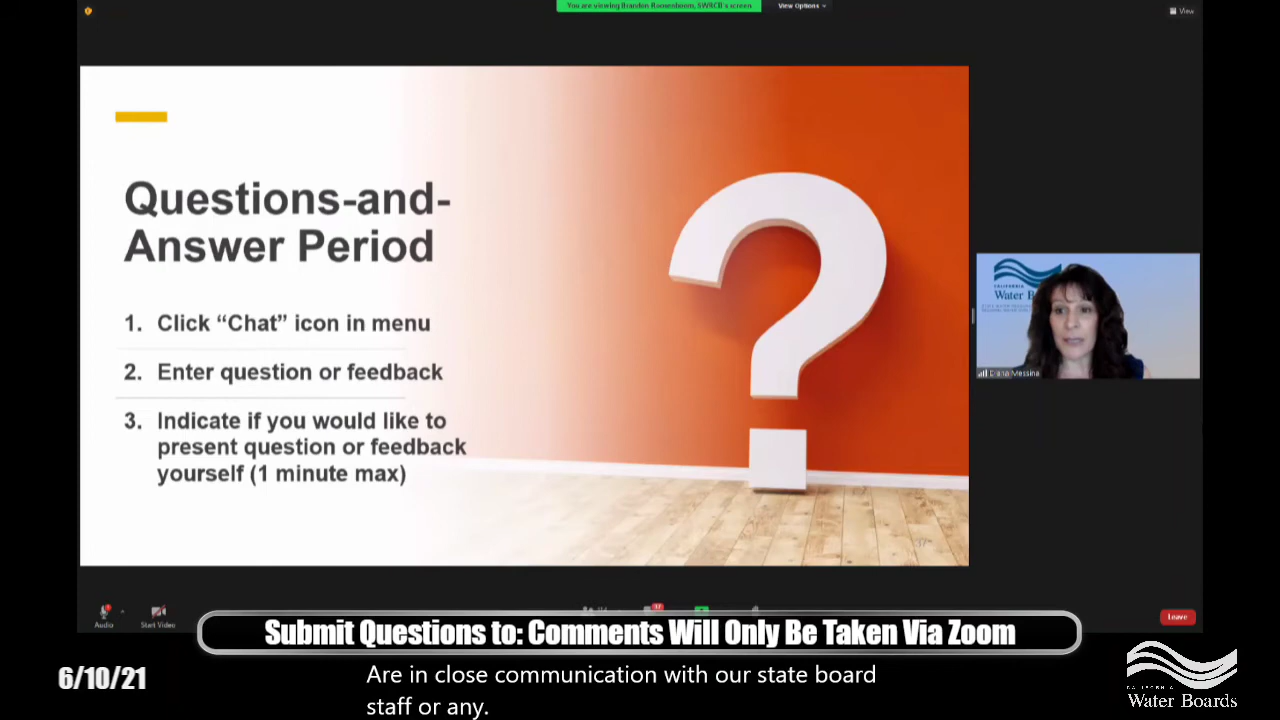 You are viewing Brandon Roosenboom, SWRCB's screen
View Options
View
Questions-and-
Answer Period
1. Click “Chat” icon in menu
2. Enter question or feedback
3. Indicate if you would like to
present question or feedback
yourself (1 minute max)
CALIFORNIA
Water B
Diana Messina
Audio
Start Video
Leave
Submit Questions to: Comments Will Only Be Taken Via Zoom
6/10/21
Are in close communication with our state board
staff or any.
CALIFORNIA
Water Boards